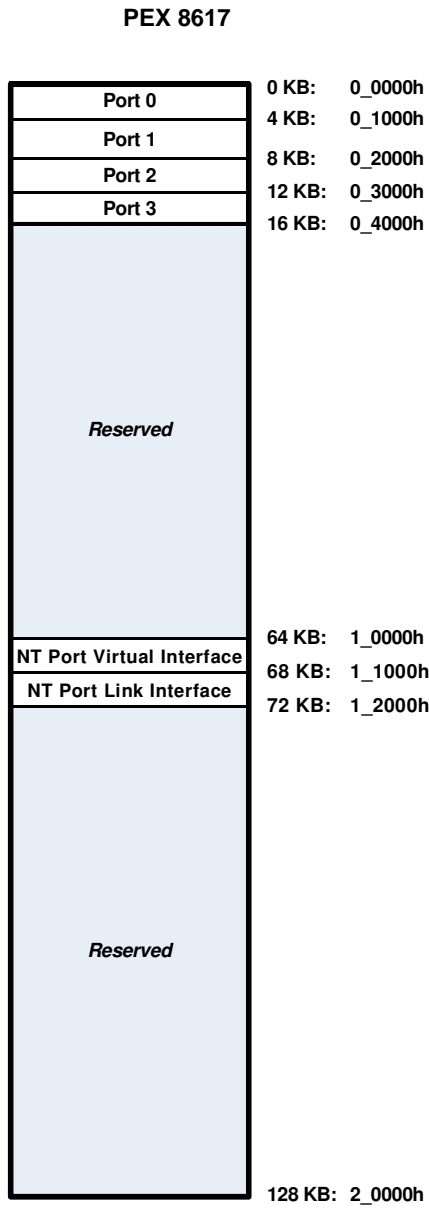 PEX 8617
0 KB: 0_0000h
Port 0
4 KB: 0_1000h
Port 1
8 KB: 0_2000h
Port 2
12 KB: 0_3000h
Port 3
16 KB: 0_4000h
Reserved
64 KB: 1_0000h
NT Port Virtual Interface
68 KB: 1_1000h
NT Port Link Interface
72 KB: 1_2000h
Reserved
128 KB: 2_0000h